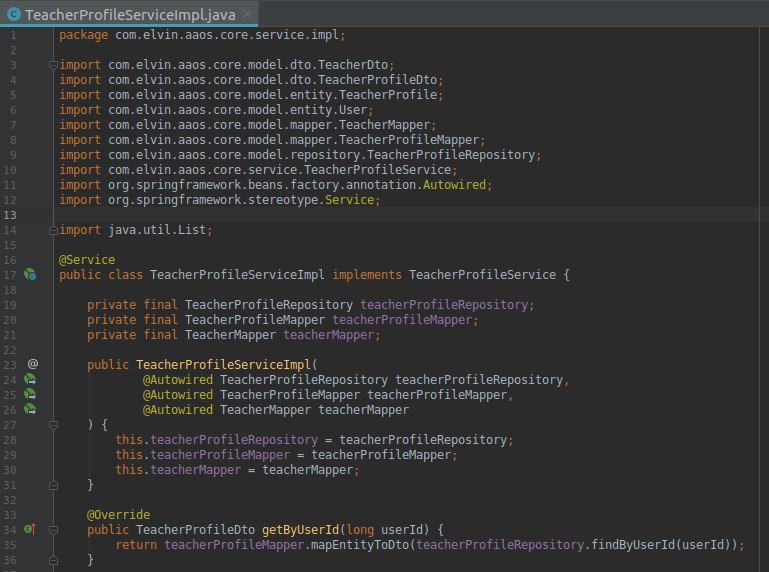 TeacherProfileServiceImpl.java
1 package com.elvin.aaos.core.service.impl;
2
3 import com.elvin.aaos.core.model.dto.TeacherDto;
4 import com.elvin.aaos.core.model.dto.TeacherProfileDto;
5 import com.elvin.aaos.core.model.entity.TeacherProfile;
6 import com.elvin.aaos.core.model.entity.User;
7 import com.elvin.aaos.core.model.mapper.TeacherMapper;
8 import com.elvin.aaos.core.model.mapper.TeacherProfileMapper;
9 import com.elvin.aaos.core.model.repository.TeacherProfileRepository;
10 import com.elvin.aaos.core.service.TeacherProfileService;
11 import org.springframework.beans.factory.annotation.Autowired;
12 import org.springframework.stereotype.Service;
13
14 import java.util.List;
15
16 @Service
17 public class TeacherProfileServiceImpl implements TeacherProfileService {
18
19 private final TeacherProfileRepository teacherProfileRepository;
20 private final TeacherProfileMapper teacherProfileMapper;
21 private final TeacherMapper teacherMapper;
22
23 @ public TeacherProfileServiceImpl(
24 @Autowired TeacherProfileRepository teacherProfileRepository,
25 @Autowired TeacherProfileMapper teacherProfileMapper,
26 @Autowired TeacherMapper teacherMapper
27 ) {
28 this.teacherProfileRepository = teacherProfileRepository;
29 this.teacherProfileMapper = teacherProfileMapper;
30 this.teacherMapper = teacherMapper;
31 }
32
33 @Override
34 public TeacherProfileDto getByUserId(long userId) {
35 return teacherProfileMapper.mapEntityToDto(teacherProfileRepository.findByUserId(userId));
36 }